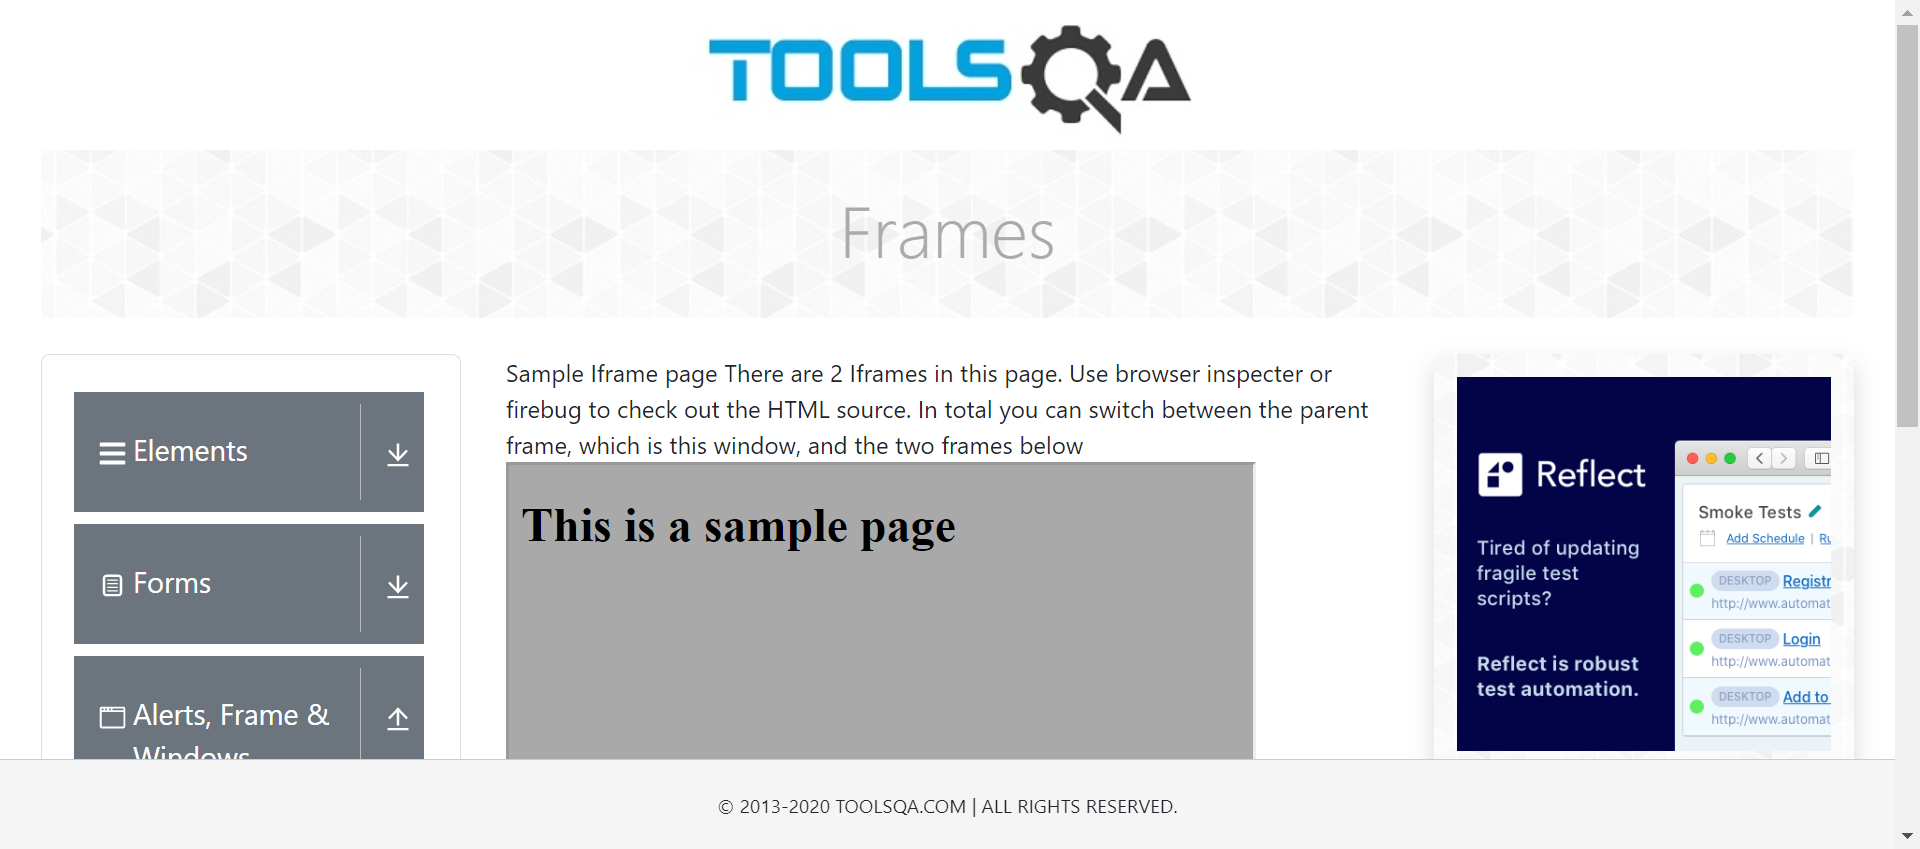 TOOLSQA
Frames
Elements
Forms
Alerts, Frame &
Windows
Sample Iframe page There are 2 Iframes in this page. Use browser inspecter or
firebug to check out the HTML source. In total you can switch between the parent
frame, which is this window, and the two frames below
This is a sample page
Reflect
Tired of updating
fragile test
scripts?
Reflect is robust
test automation.
Smoke Tests
Add Schedule |
DESKTOP
http://www.automat
DESKTOP Login
http://www.automat
DESKTOP Add to
http://www.automat
© 2013-2020 TOOLSQA.COM | ALL RIGHTS RESERVED.